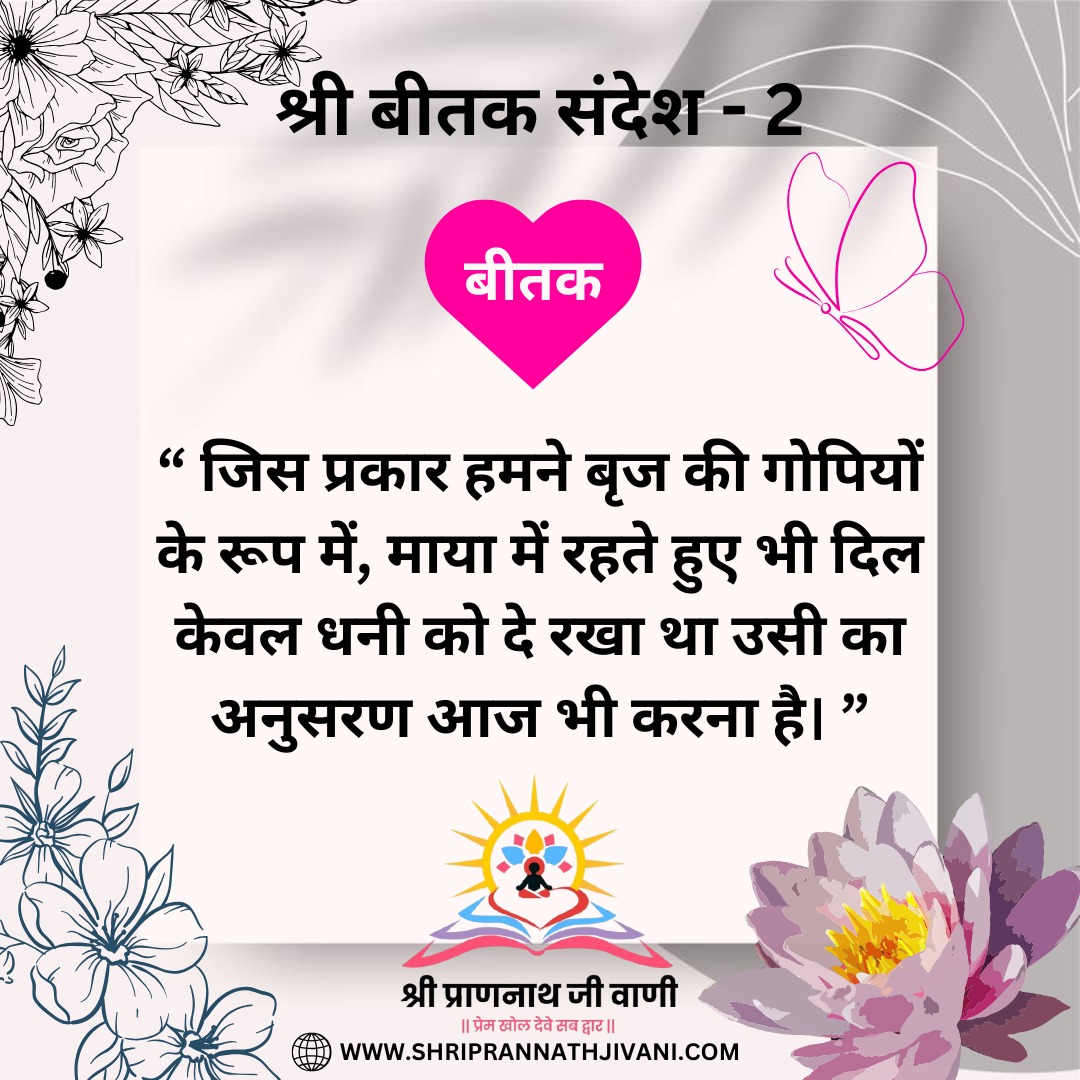 श्री बीतक संदेश - 2
बीतक
“ जिस प्रकार हमने बृज की गोपियों
के रूप में, माया में रहते हुए भी दिल
केवल धनी को दे रखा था उसी का
अनुसरण आज भी करना है। ”
श्री प्राणनाथ जी वाणी
॥ प्रेम खोल देवे सब द्वार ॥
WWW.SHRIPRANNATHJIVANI.COM